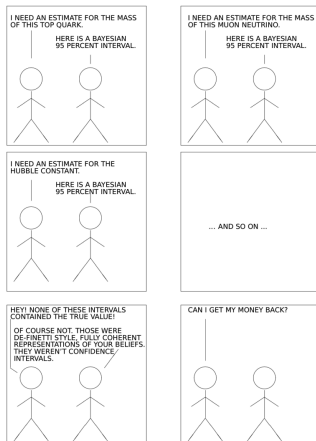 I NEED AN ESTIMATE FOR THE MASS
OF THIS TOP QUARK.
HERE IS A BAYESIAN
95 PERCENT INTERVAL.
I NEED AN ESTIMATE FOR THE MASS
OF THIS MUON NEUTRINO.
HERE IS A BAYESIAN
95 PERCENT INTERVAL.
I NEED AN ESTIMATE FOR THE
HUBBLE CONSTANT.
HERE IS A BAYESIAN
95 PERCENT INTERVAL.
... AND SO ON ...
HEY! NONE OF THESE INTERVALS
CONTAINED THE TRUE VALUE!
OF COURSE NOT. THOSE WERE
DE-FINETTI STYLE, FULLY COHERENT
REPRESENTATIONS OF YOUR BELIEFS.
THEY WEREN'T CONFIDENCE
INTERVALS.
CAN I GET MY MONEY BACK?